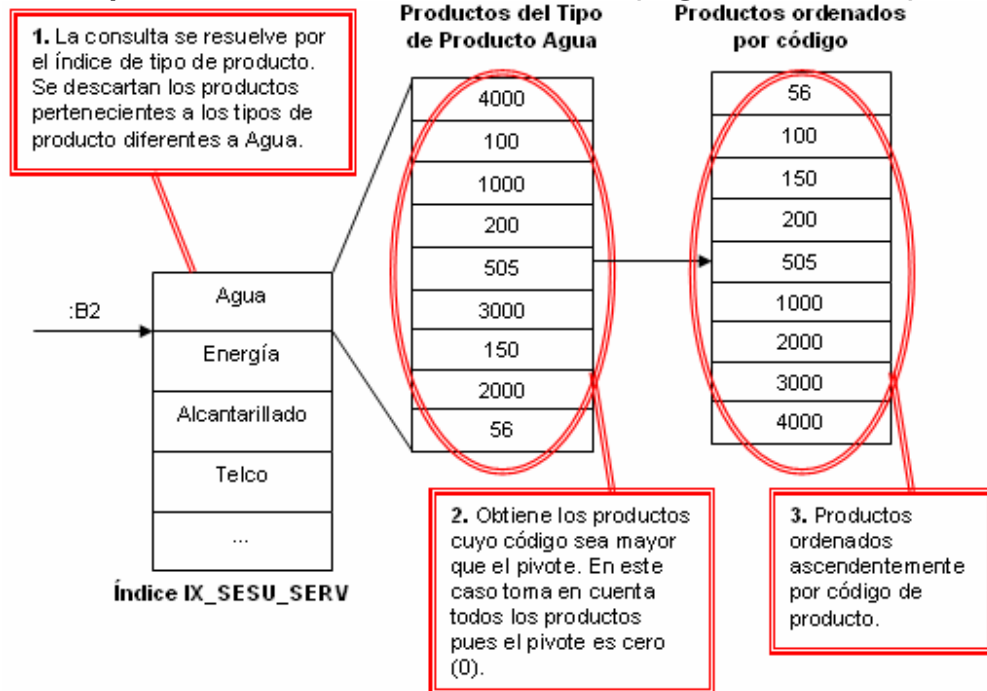 Productos del Tipo
de Producto Agua
Productos ordenados
por código
1. La consulta se resuelve por
el índice de tipo de producto.
Se descartan los productos
pertenecientes a los tipos de
producto diferentes a Agua.
:B2
Agua
Energía
Alcantarillado
Telco
...
Índice IX_SESU_SERV
4000
100
1000
200
505
3000
150
2000
56
56
100
150
200
505
1000
2000
3000
4000
2. Obtiene los productos
cuyo código sea mayor
que el pivote. En este
caso toma en cuenta
todos los productos
pues el pivote es cero
(0).
3. Productos
ordenados
ascendentemente
por código de
producto.